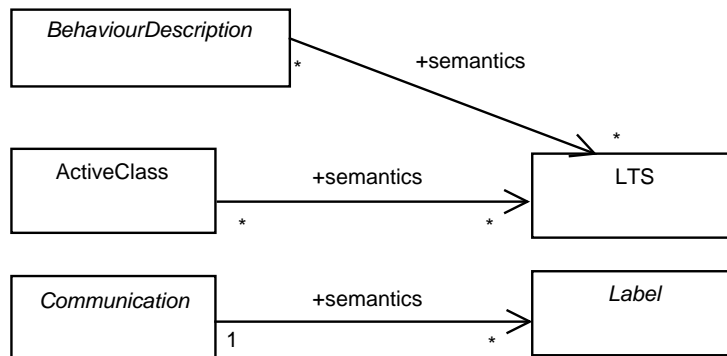 BehaviourDescription
+semantics
*
*
ActiveClass
+semantics
LTS
*
*
Communication
+semantics
Label
1
*